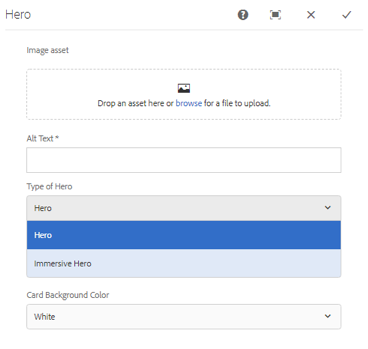 Hero
Image asset
Drop an asset here or browse for a file to upload.
Alt Text *
Type of Hero
Hero
Hero
Immersive Hero
Card Background Color
White